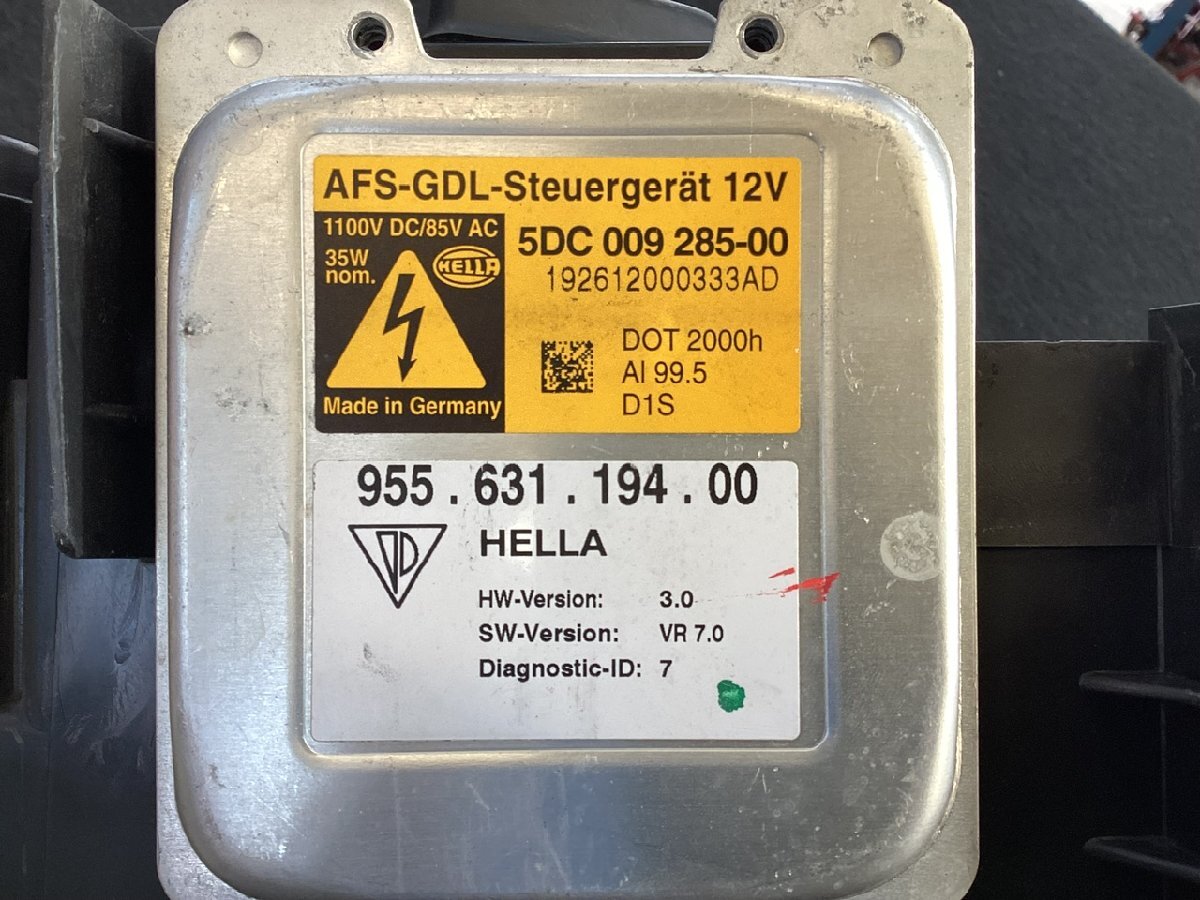 AFS-GDL-Steuergerät 12V
1100V DC/85V AC
35W
nom.
HELLA
5DC 009 285-00
192612000333AD
DOT 2000h
Al 99.5
D1S
Made in Germany
955.631.194.00
HELLA
HW-Version: 3.0
SW-Version: VR 7.0
Diagnostic-ID: 7